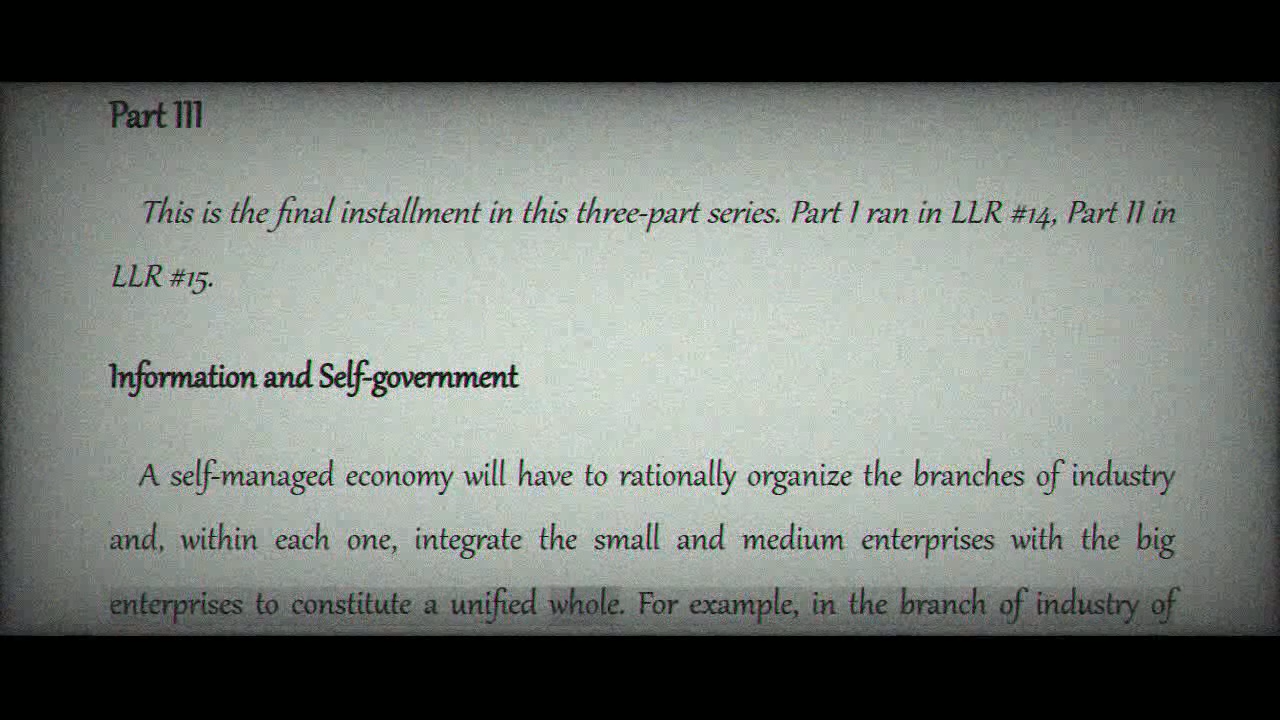 Part III
This is the final installment in this three-part series. Part I ran in LLR #14, Part II in
LLR #15.
Information and Self-government
A self-managed economy will have to rationally organize the branches of industry
and, within each one, integrate the small and medium enterprises with the big
enterprises to constitute a unified whole. For example, in the branch of industry of